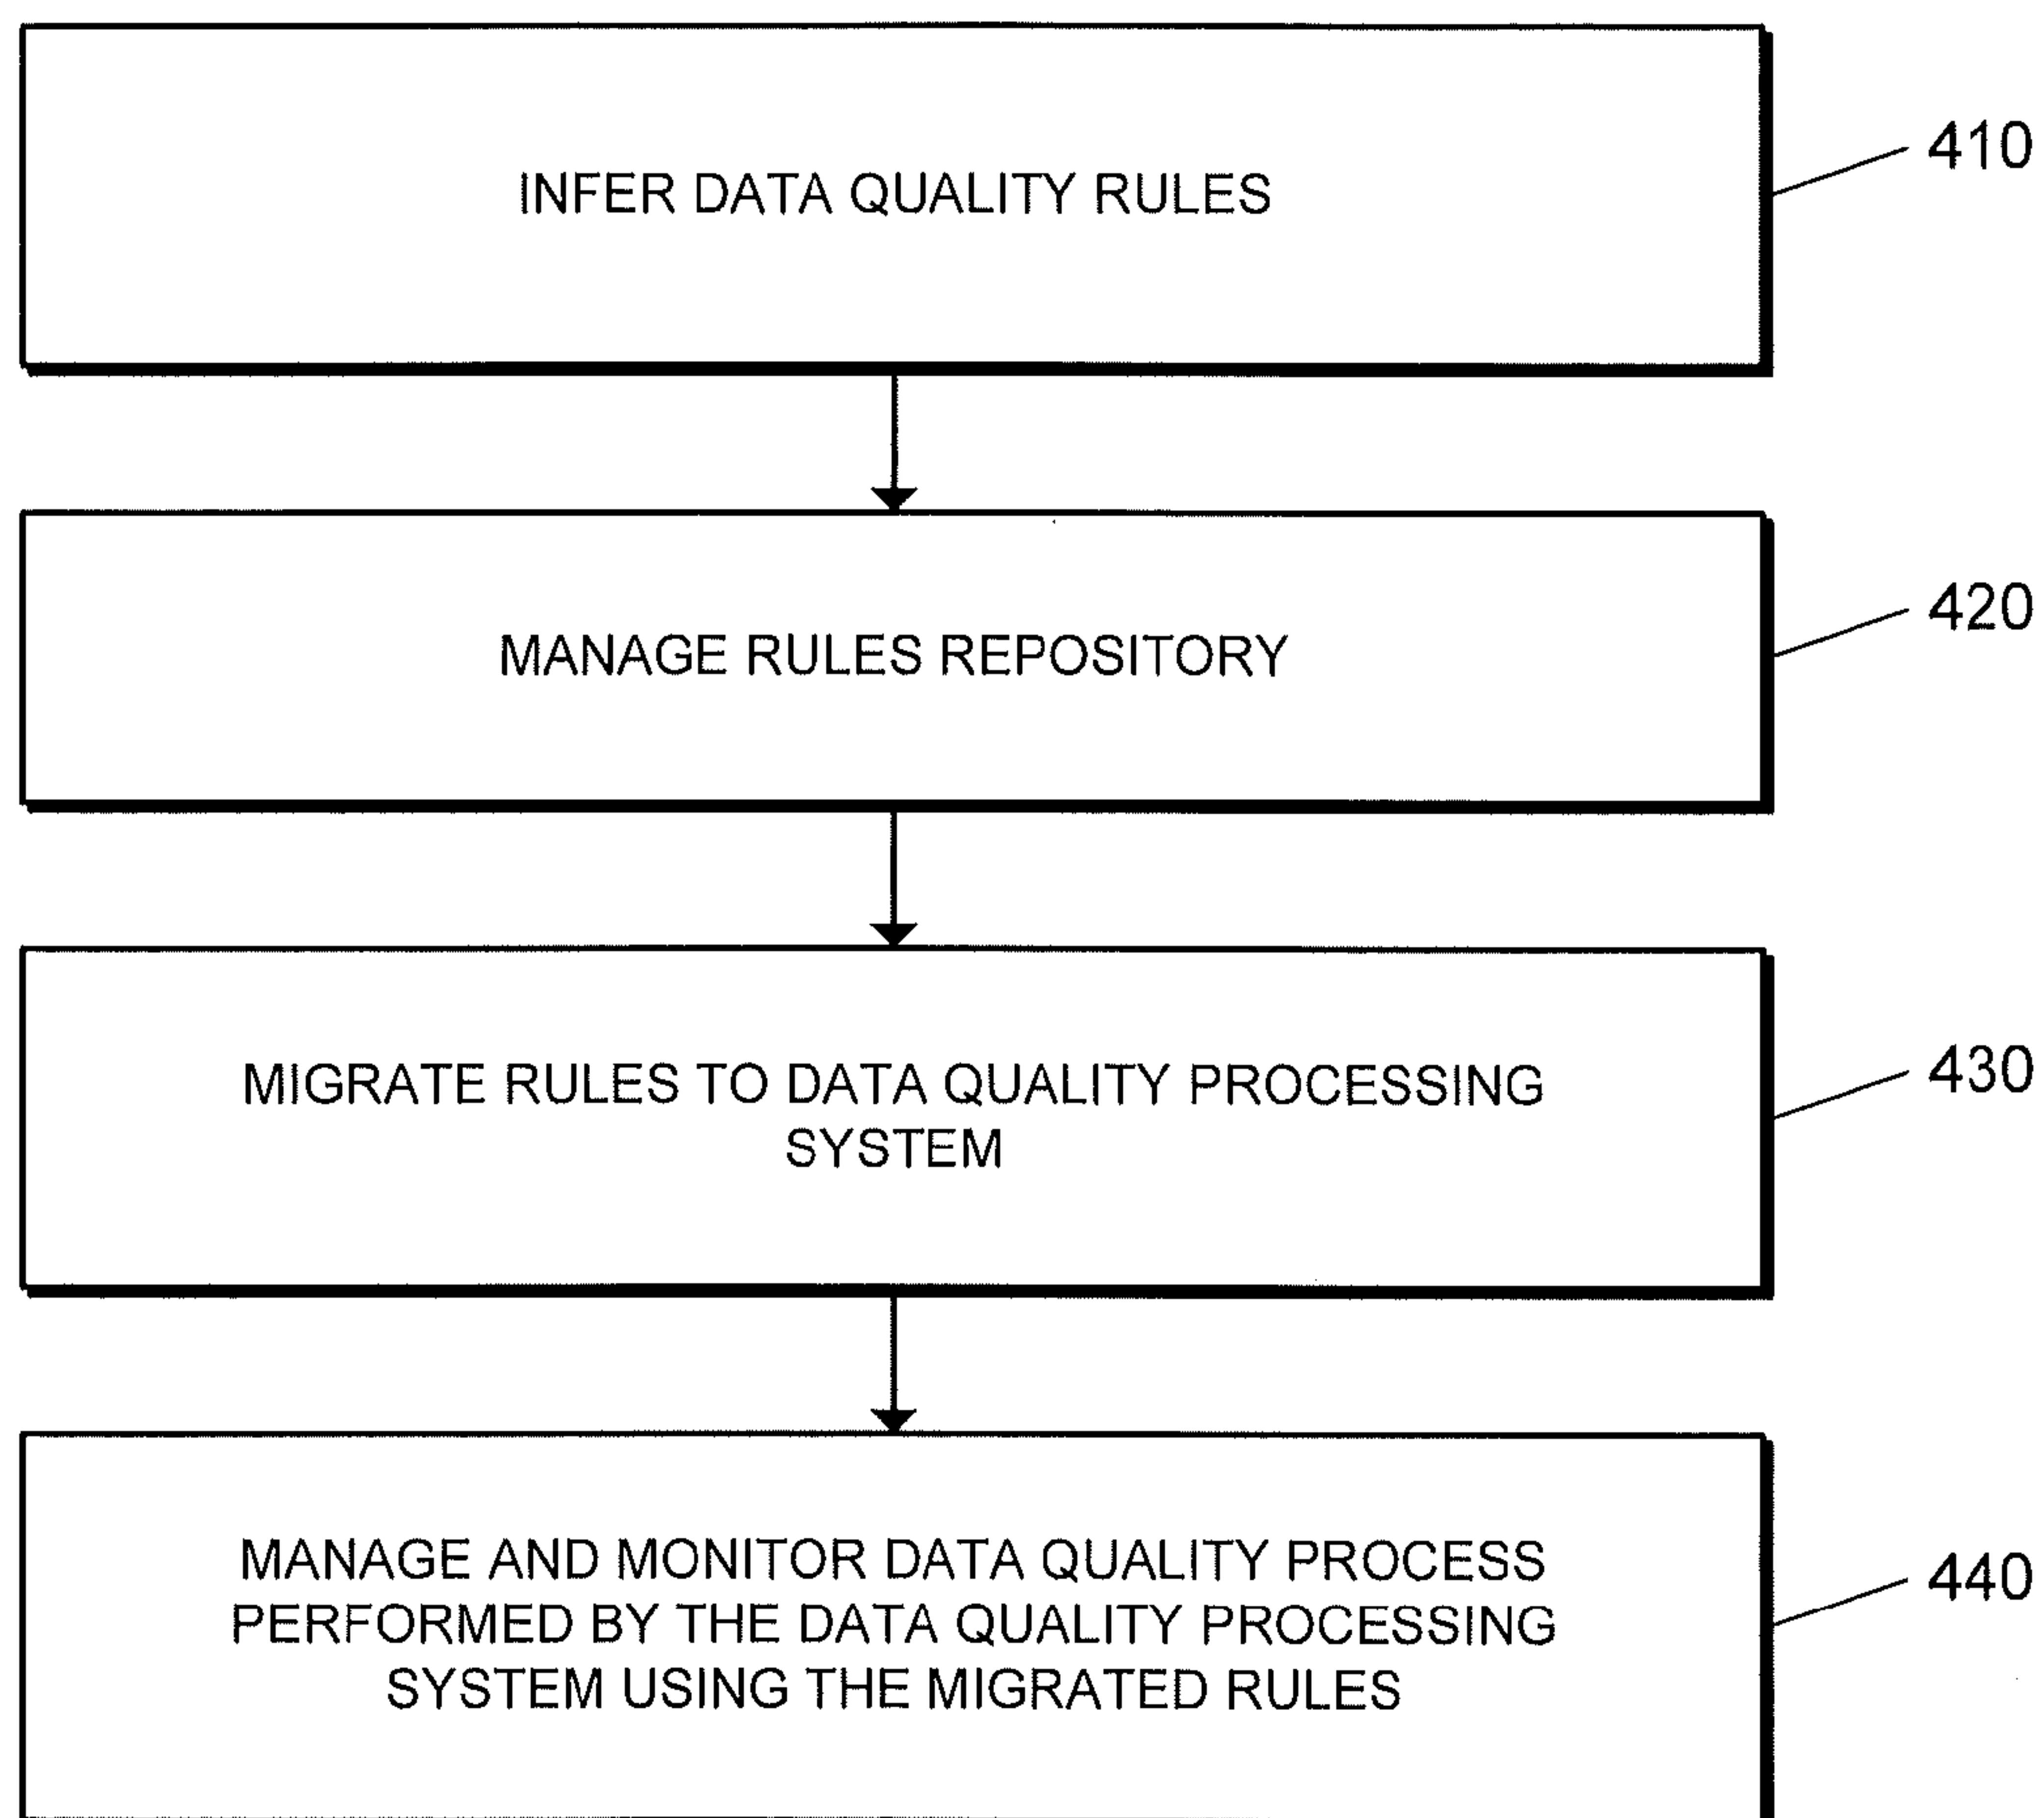 INFER DATA QUALITY RULES
410
MANAGE RULES REPOSITORY
420
MIGRATE RULES TO DATA QUALITY PROCESSING
SYSTEM
430
MANAGE AND MONITOR DATA QUALITY PROCESS
PERFORMED BY THE DATA QUALITY PROCESSING
SYSTEM USING THE MIGRATED RULES
440